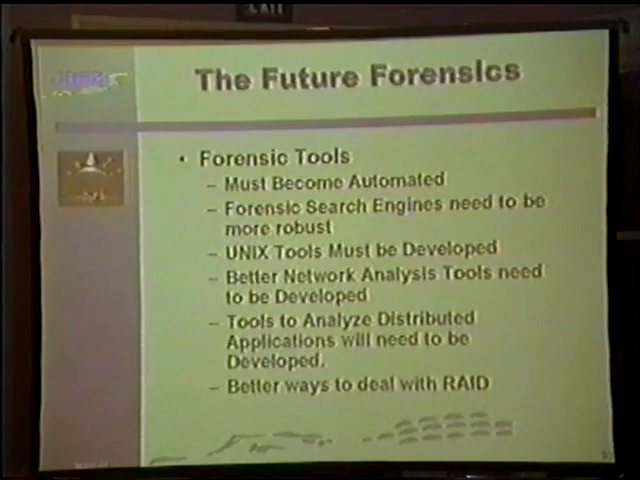 The Future Forensics
• Forensic Tools
– Must Become Automated
– Forensic Search Engines need to be
more robust
– UNIX Tools Must be Developed
– Better Network Analysis Tools need
to be Developed
– Tools to Analyze Distributed
Applications will need to be
Developed.
– Better ways to deal with RAID